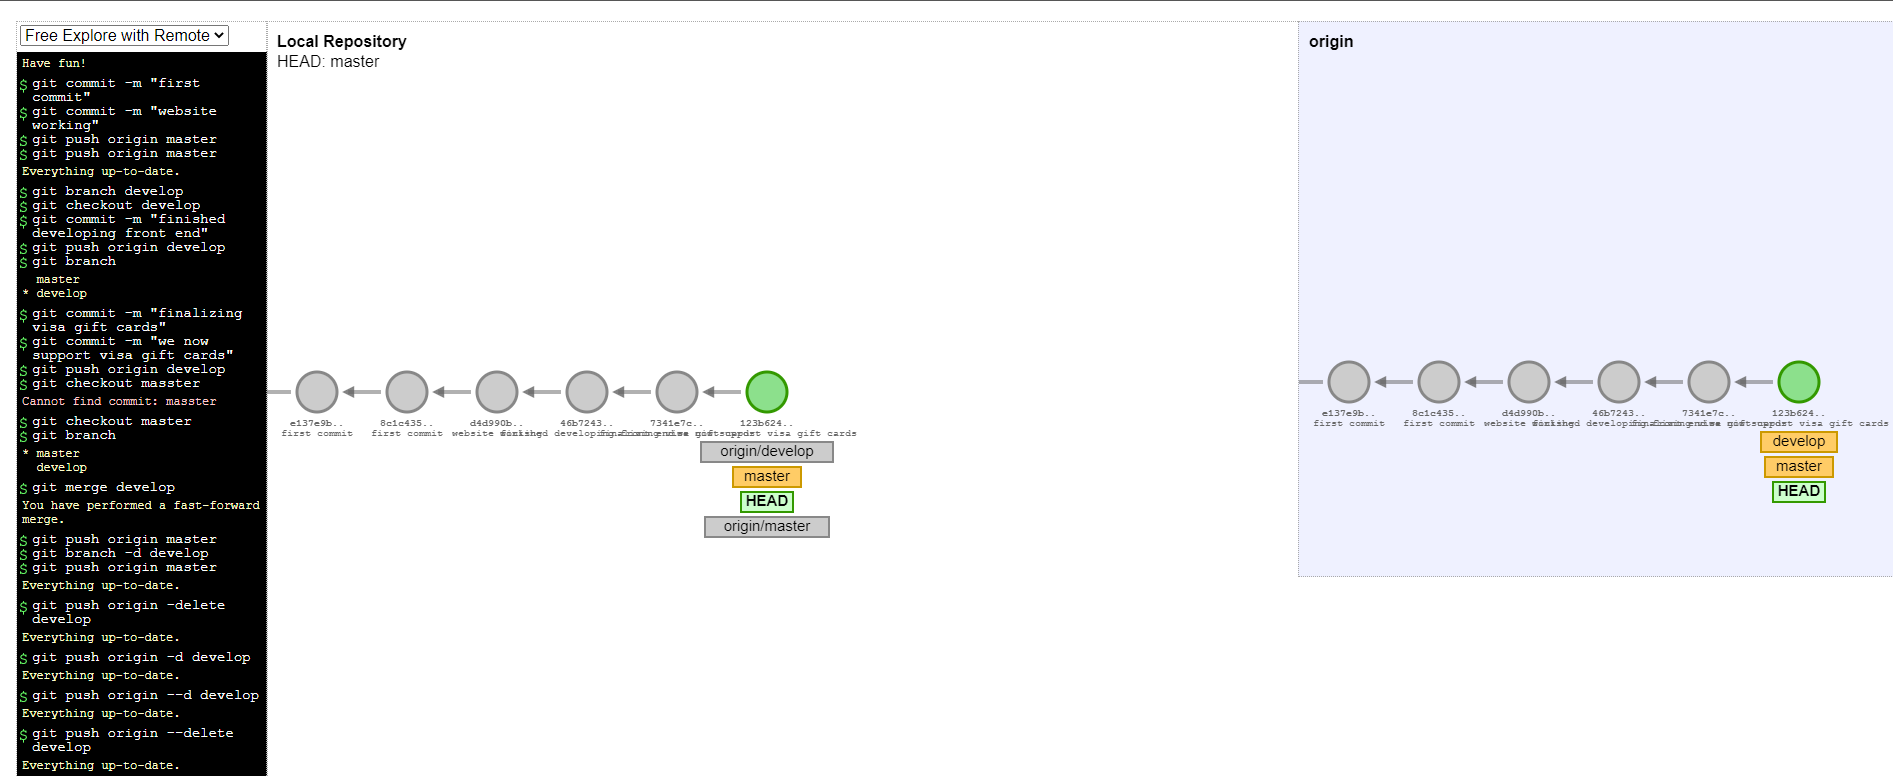 Free Explore with Remote
Have fun!
$ git commit -m "first
commit"
$ git commit -m "website
working"
$ git push origin master
$ git push origin master
Everything up-to-date.
$ git branch develop
$ git checkout develop
$ git commit -m "finished
developing front end"
$ git push origin develop
$ git branch
master
* develop
$ git commit -m "finalizing
visa gift cards"
$ git commit -m "we now
support visa gift cards"
$ git push origin develop
$ git checkout masster
Cannot find commit: masster
$ git checkout master
$ git branch
* master
develop
$ git merge develop
You have performed a fast-forward
merge.
$ git push origin master
$ git branch -d develop
$ git push origin master
Everything up-to-date.
$ git push origin -delete
develop
Everything up-to-date.
$ git push origin -d develop
Everything up-to-date.
$ git push origin --d develop
Everything up-to-date.
$ git push origin --delete
develop
Everything up-to-date.
Local Repository
HEAD: master
e137e9b.. 8c1c435.. d4d990b.. 46b7243.. 7341e7c.. 123b624..
first commit first commit website developing visa gift cards
origin/develop
master
HEAD
origin/master
origin
e137e9b.. 8c1c435.. d4d990b.. 46b7243.. 7341e7c.. 123b624..
first commit first commit website developing visa gift cards
develop
master
HEAD